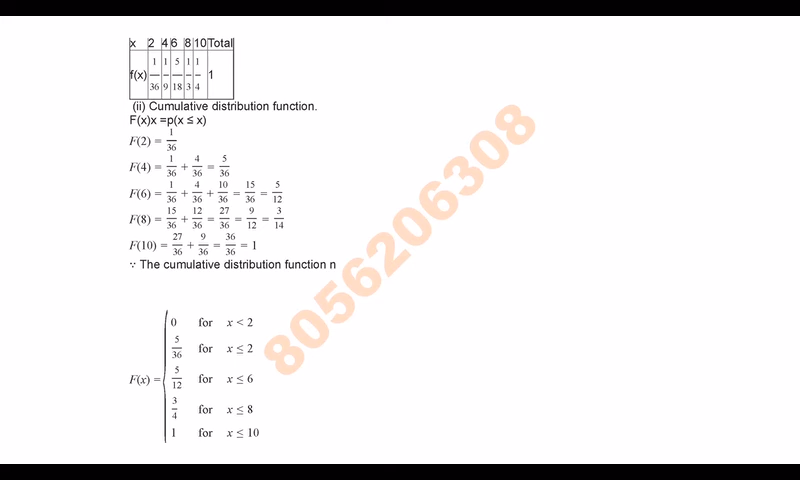 x 2 4 6 8 10 Total
f(x) 1/36 1/9 5/18 1/3 1/4 1
(ii) Cumulative distribution function.
F(x)x =p(x ≤ x)
F(2) = 1/36
F(4) = 1/36 + 4/36 = 5/36
F(6) = 1/36 + 4/36 + 10/36 = 15/36 = 5/12
F(8) = 15/36 + 12/36 = 27/36 = 9/12 = 3/14
F(10) = 27/36 + 9/36 = 36/36 = 1
∵ The cumulative distribution function n
F(x) =
0 for x < 2
5/36 for x ≤ 2
5/12 for x ≤ 6
3/4 for x ≤ 8
1 for x ≤ 10
8056206308